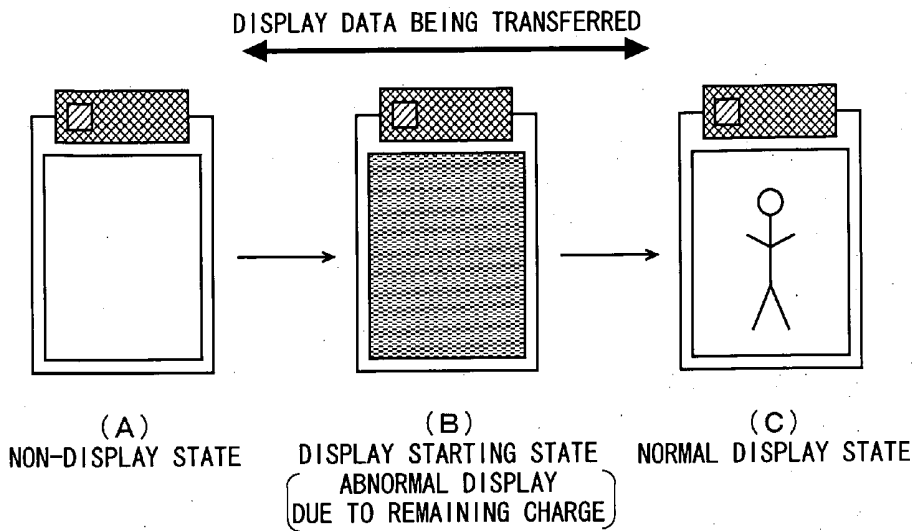 DISPLAY DATA BEING TRANSFERRED
(A)
NON-DISPLAY STATE
(B)
DISPLAY STARTING STATE
ABNORMAL DISPLAY
DUE TO REMAINING CHARGE
(C)
NORMAL DISPLAY STATE